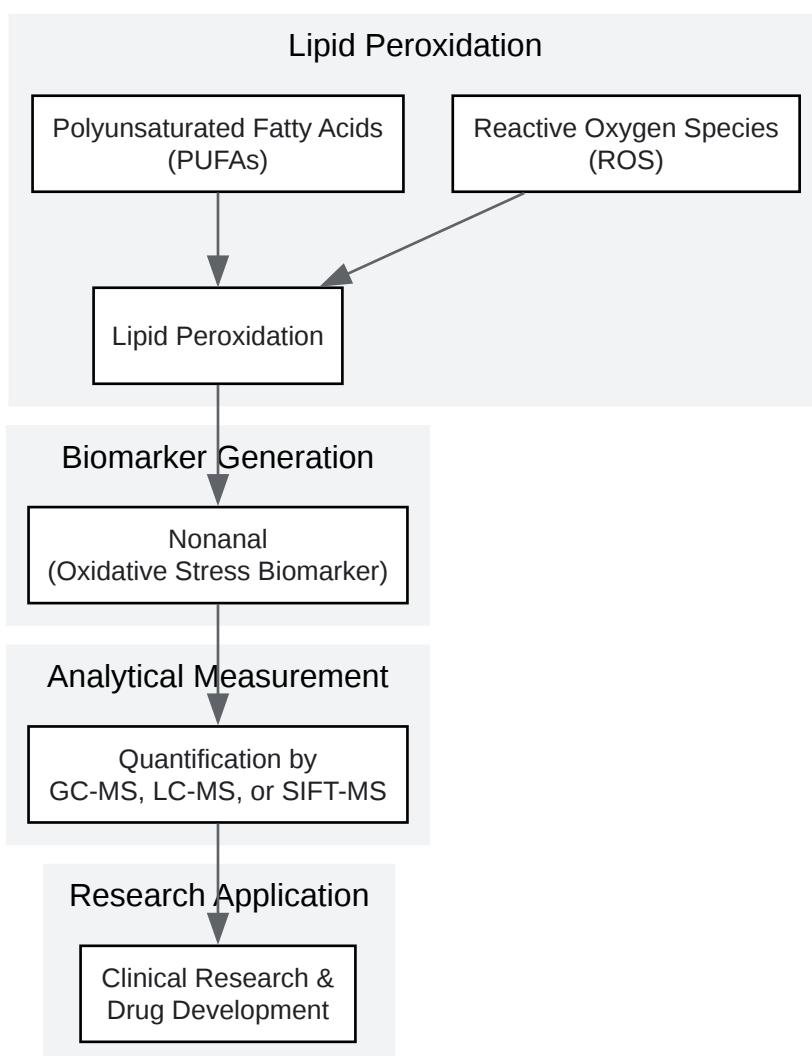 Lipid Peroxidation
Polyunsaturated Fatty Acids
(PUFAs)
Reactive Oxygen Species
(ROS)
Lipid Peroxidation
Biomarker Generation
Nonanal
(Oxidative Stress Biomarker)
Analytical Measurement
Quantification by
GC-MS, LC-MS, or SIFT-MS
Research Application
Clinical Research &
Drug Development